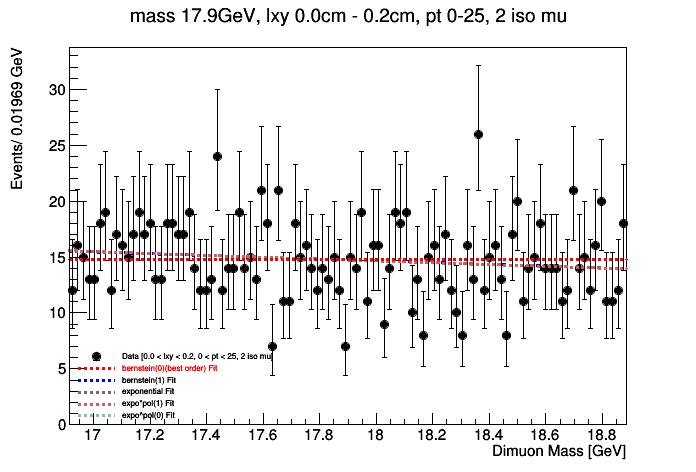 mass 17.9GeV, lxy 0.0cm - 0.2cm, pt 0-25, 2 iso mu
Events/ 0.01969 GeV
30
25
20
15
10
5
0
Data [0.0 < lxy < 0.2, 0 < pt < 25, 2 iso mu]
bernstein(0)(best order) Fit
bernstein(1) Fit
exponential Fit
expo*pol(1) Fit
expo*pol(0) Fit
17 17.2 17.4 17.6 17.8 18 18.2 18.4 18.6 18.8
Dimuon Mass [GeV]